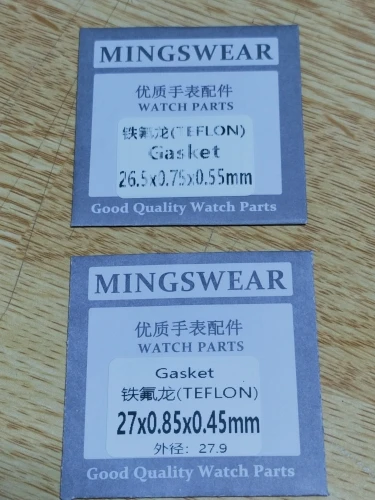 MINGSWEAR
优质手表配件
WATCH PARTS
铁氟龙(TEFLON)
Gasket
26.5x0.75x0.55mm
Good Quality Watch Parts
MINGSWEAR
优质手表配件
WATCH PARTS
Gasket
铁氟龙(TEFLON)
27x0.85x0.45mm
外径：27.9
Good Quality Watch Parts